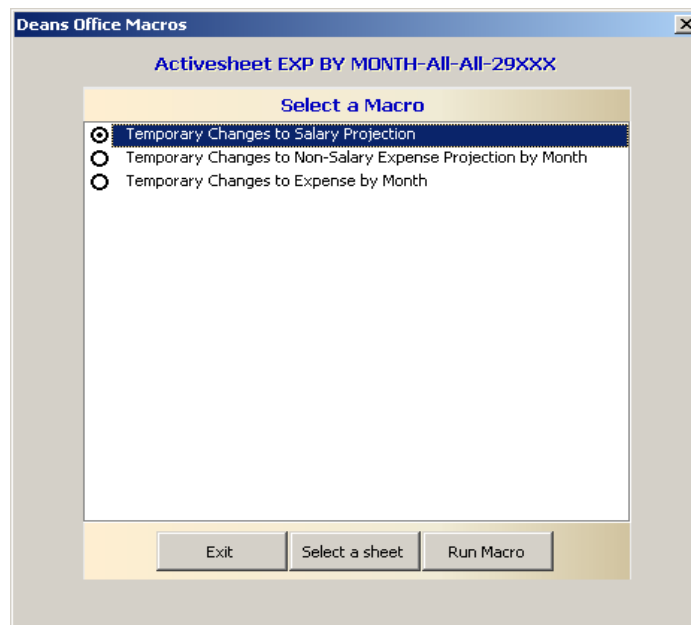 Deans Office Macros
Activesheet EXP BY MONTH-All-All-29XXX
Select a Macro
Temporary Changes to Salary Projection
Temporary Changes to Non-Salary Expense Projection by Month
Temporary Changes to Expense by Month
Exit Select a sheet Run Macro